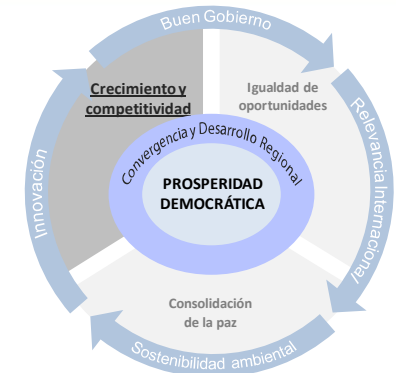 Buen Gobierno
Crecimiento y
competitividad
Igualdad de
oportunidades
Relevancia Internacional
Innovación
Convergencia y Desarrollo Regional
PROSPERIDAD
DEMOCRÁTICA
Consolidación
de la paz
Sostenibilidad ambiental